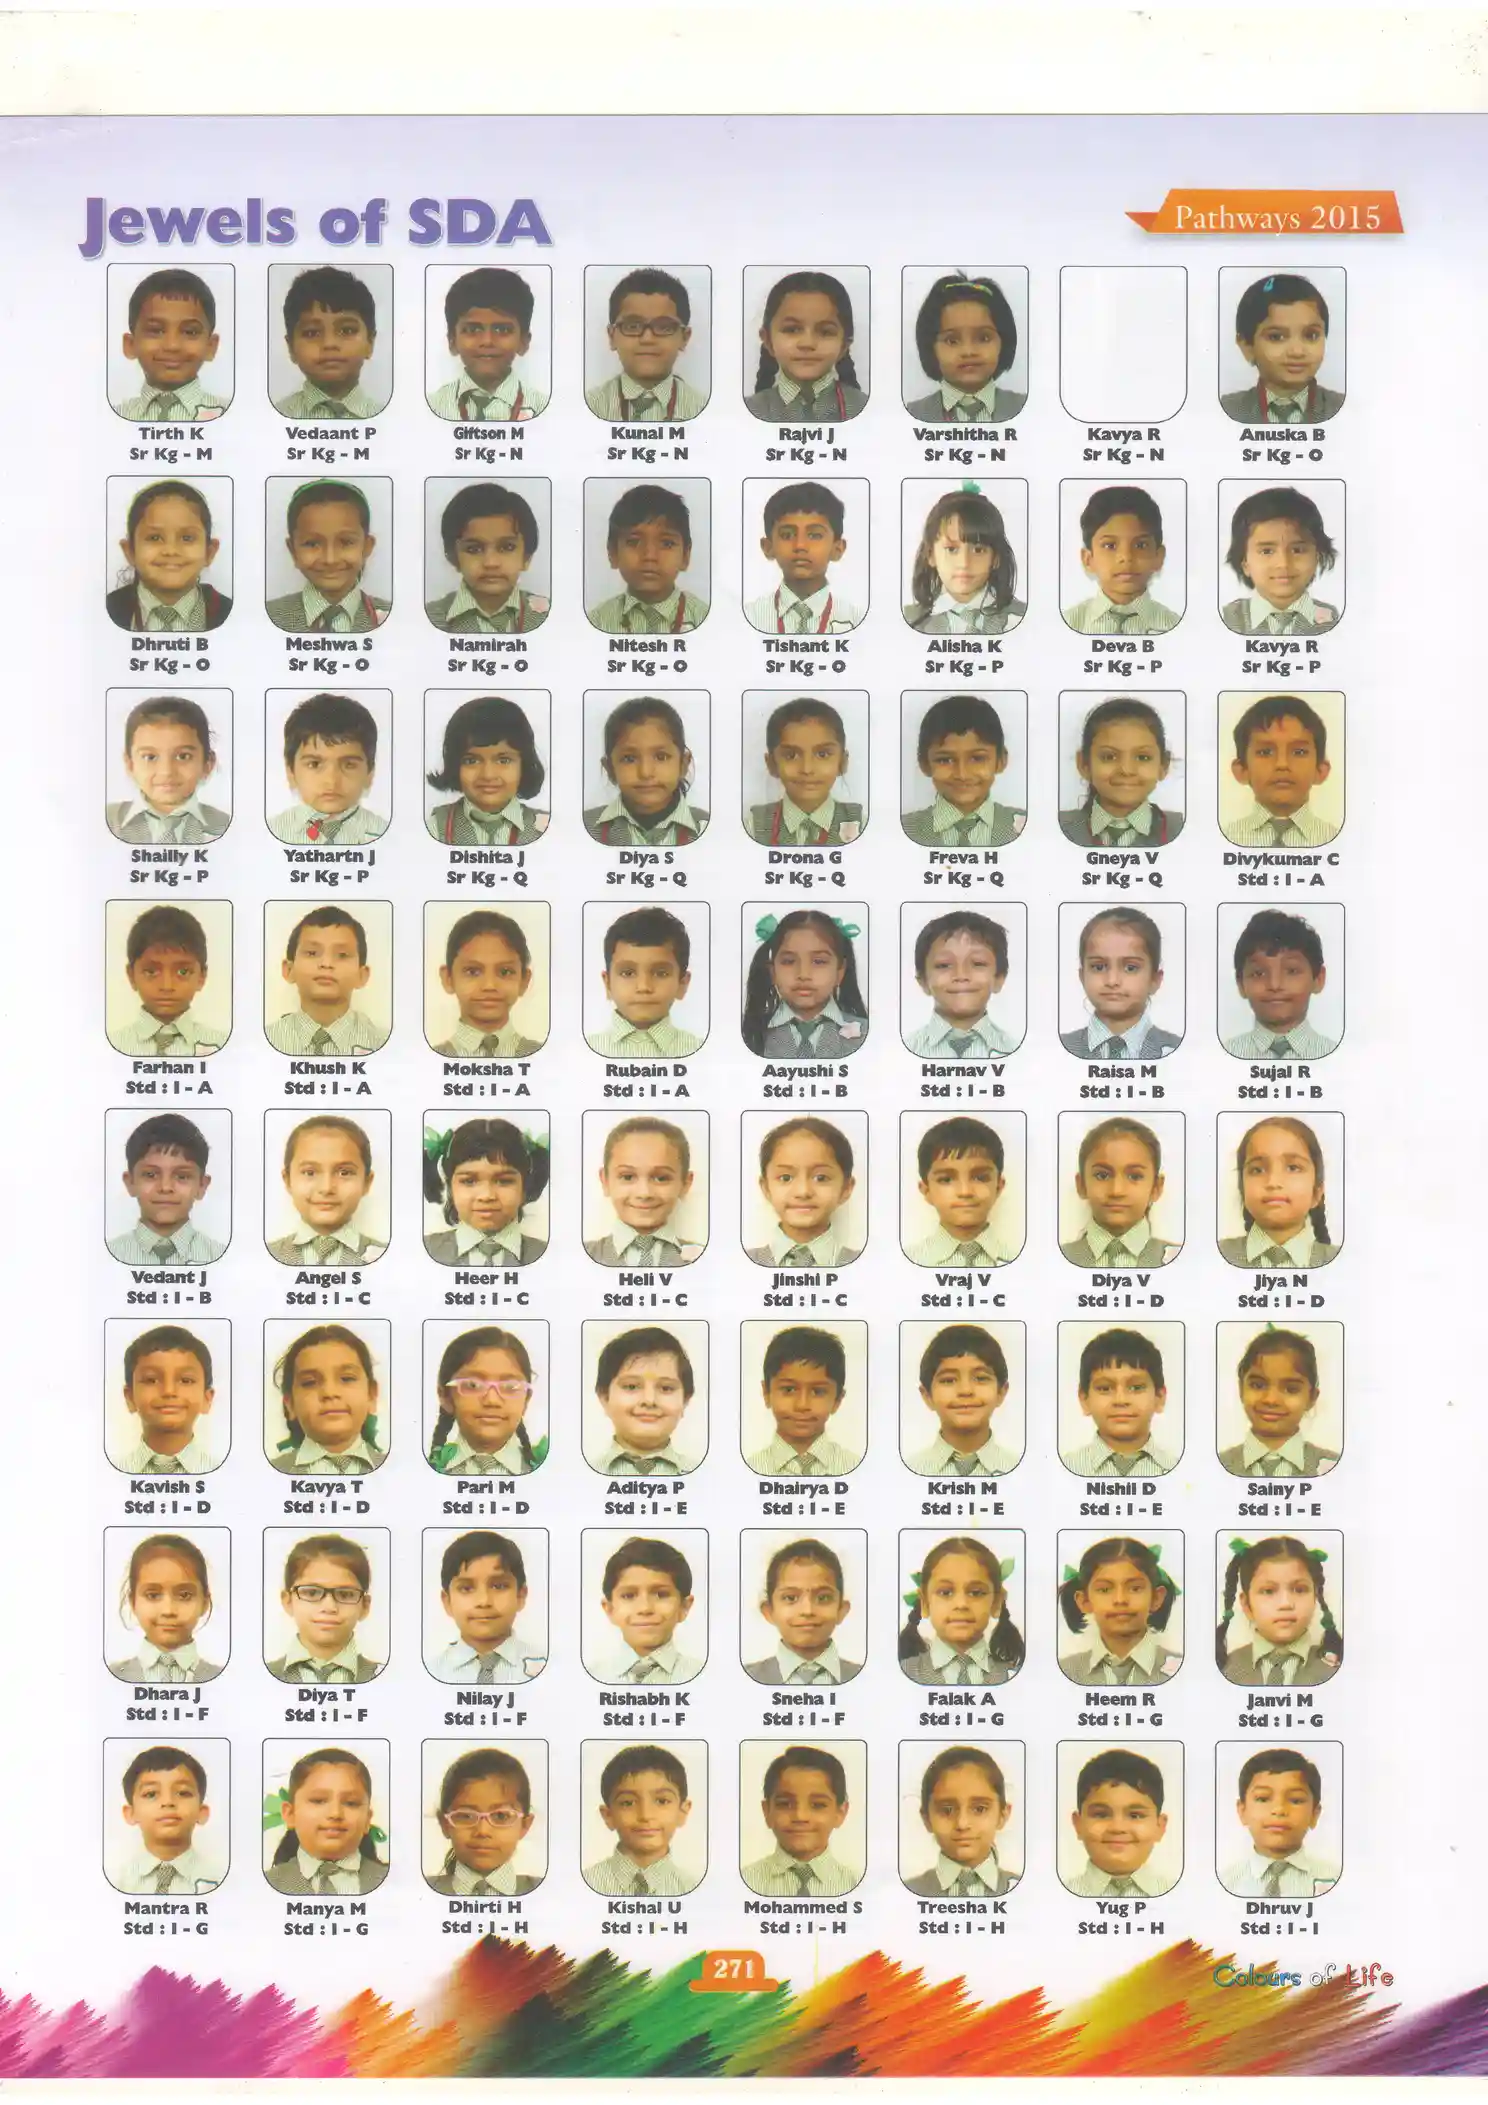 Jewels of SDA
Pathways 2015
Tirth K Vedaant P Giftson M Kunal M Rajvi J Varshitha R Kavya R Anuska B
Sr Kg - M Sr Kg - M Sr Kg - N Sr Kg - N Sr Kg - N Sr Kg - N Sr Kg - N Sr Kg - O
Dhruti B Meshwa S Namirah Nitesh R Tishant K Alisha K Deva B Kavya R
Sr Kg - O Sr Kg - O Sr Kg - O Sr Kg - O Sr Kg - O Sr Kg - P Sr Kg - P Sr Kg - P
Shailly K Yathartn J Dishita J Diya S Drona G Freva H Gneya V Divykumar C
Sr Kg - P Sr Kg - P Sr Kg - Q Sr Kg - Q Sr Kg - Q Sr Kg - Q Sr Kg - Q Std : I - A
Farhan I Khush K Moksha T Rubain D Aayushi S Harnav V Raisa M Sujal R
Std : I - A Std : I - A Std : I - A Std : I - A Std : I - B Std : I - B Std : I - B Std : I - B
Vedant J Angel S Heer H Heli V Jinshi P Vraj V Diya V Jiya N
Std : I - B Std : I - C Std : I - C Std : I - C Std : I - C Std : I - C Std : I - D Std : I - D
Kavish S Kavya T Pari M Aditya P Dhairya D Krish M Nishil D Sainy P
Std : I - D Std : I - D Std : I - D Std : I - E Std : I - E Std : I - E Std : I - E Std : I - E
Dhara J Diya T Nilay J Rishabh K Sneha I Falak A Heem R Janvi M
Std : I - F Std : I - F Std : I - F Std : I - F Std : I - F Std : I - G Std : I - G Std : I - G
Mantra R Manya M Dhirti H Kishal U Mohammed S Treesha K Yug P Dhruv J
Std : I - G Std : I - G Std : I - H Std : I - H Std : I - H Std : I - H Std : I - H Std : I - I
271
Colours of Life